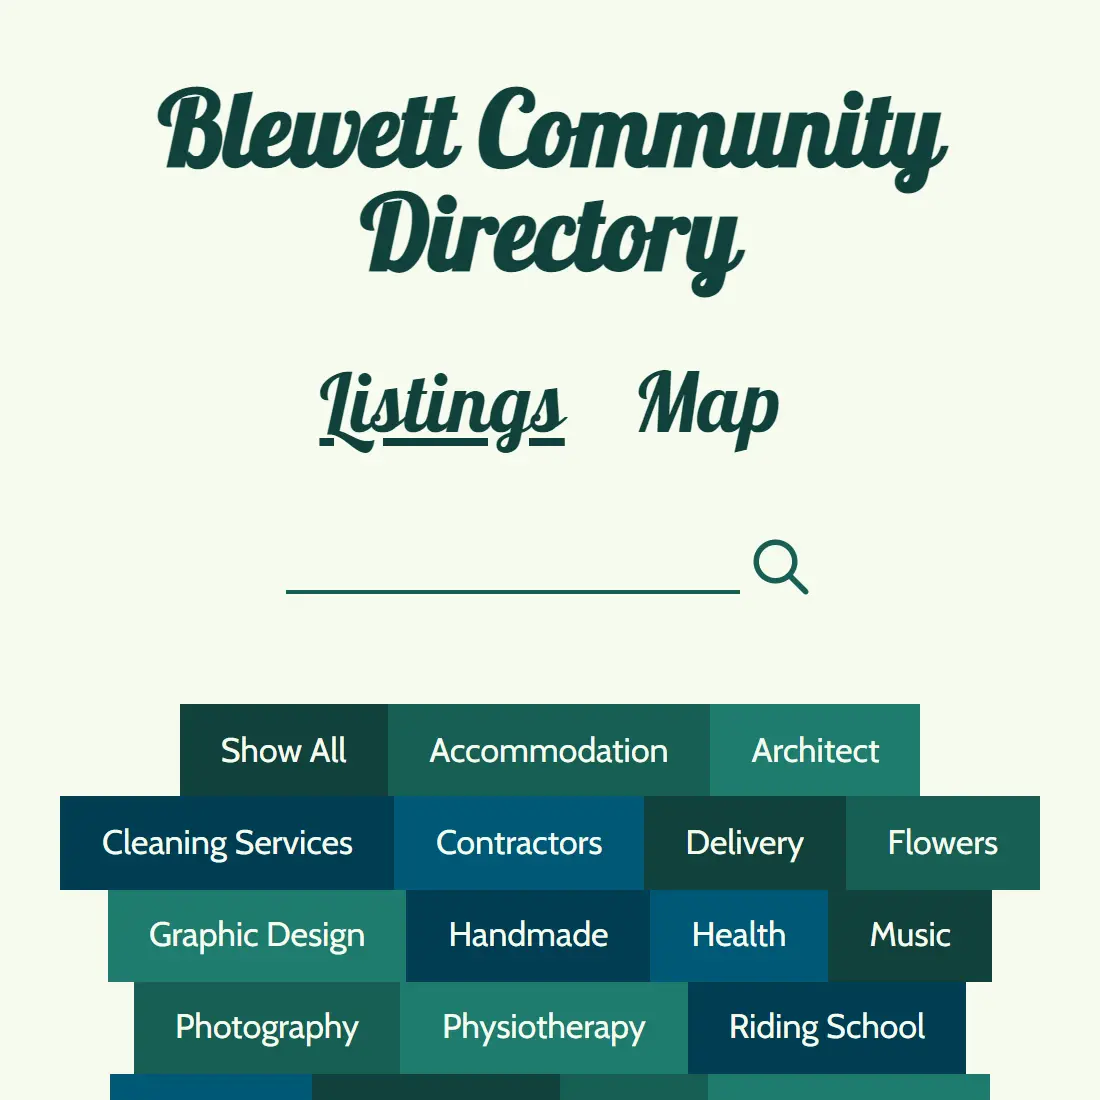 Blewett Community
Directory
Listings Map
Show All Accommodation Architect
Cleaning Services Contractors Delivery Flowers
Graphic Design Handmade Health Music
Photography Physiotherapy Riding School